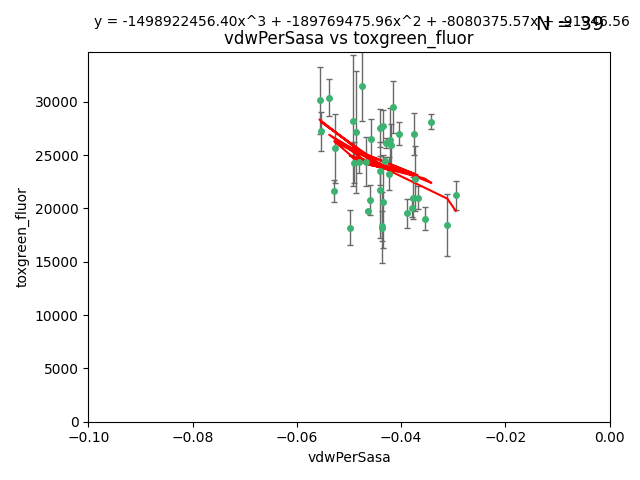 y = -1498922456.40x^3 + -189769475.96x^2 + -8080375.57x + -91946.56
N = 39
vdwPerSasa vs toxgreen_fluor
30000
25000
20000
15000
10000
5000
0
toxgreen_fluor
−0.10
−0.08
−0.06
−0.04
−0.02
0.00
vdwPerSasa